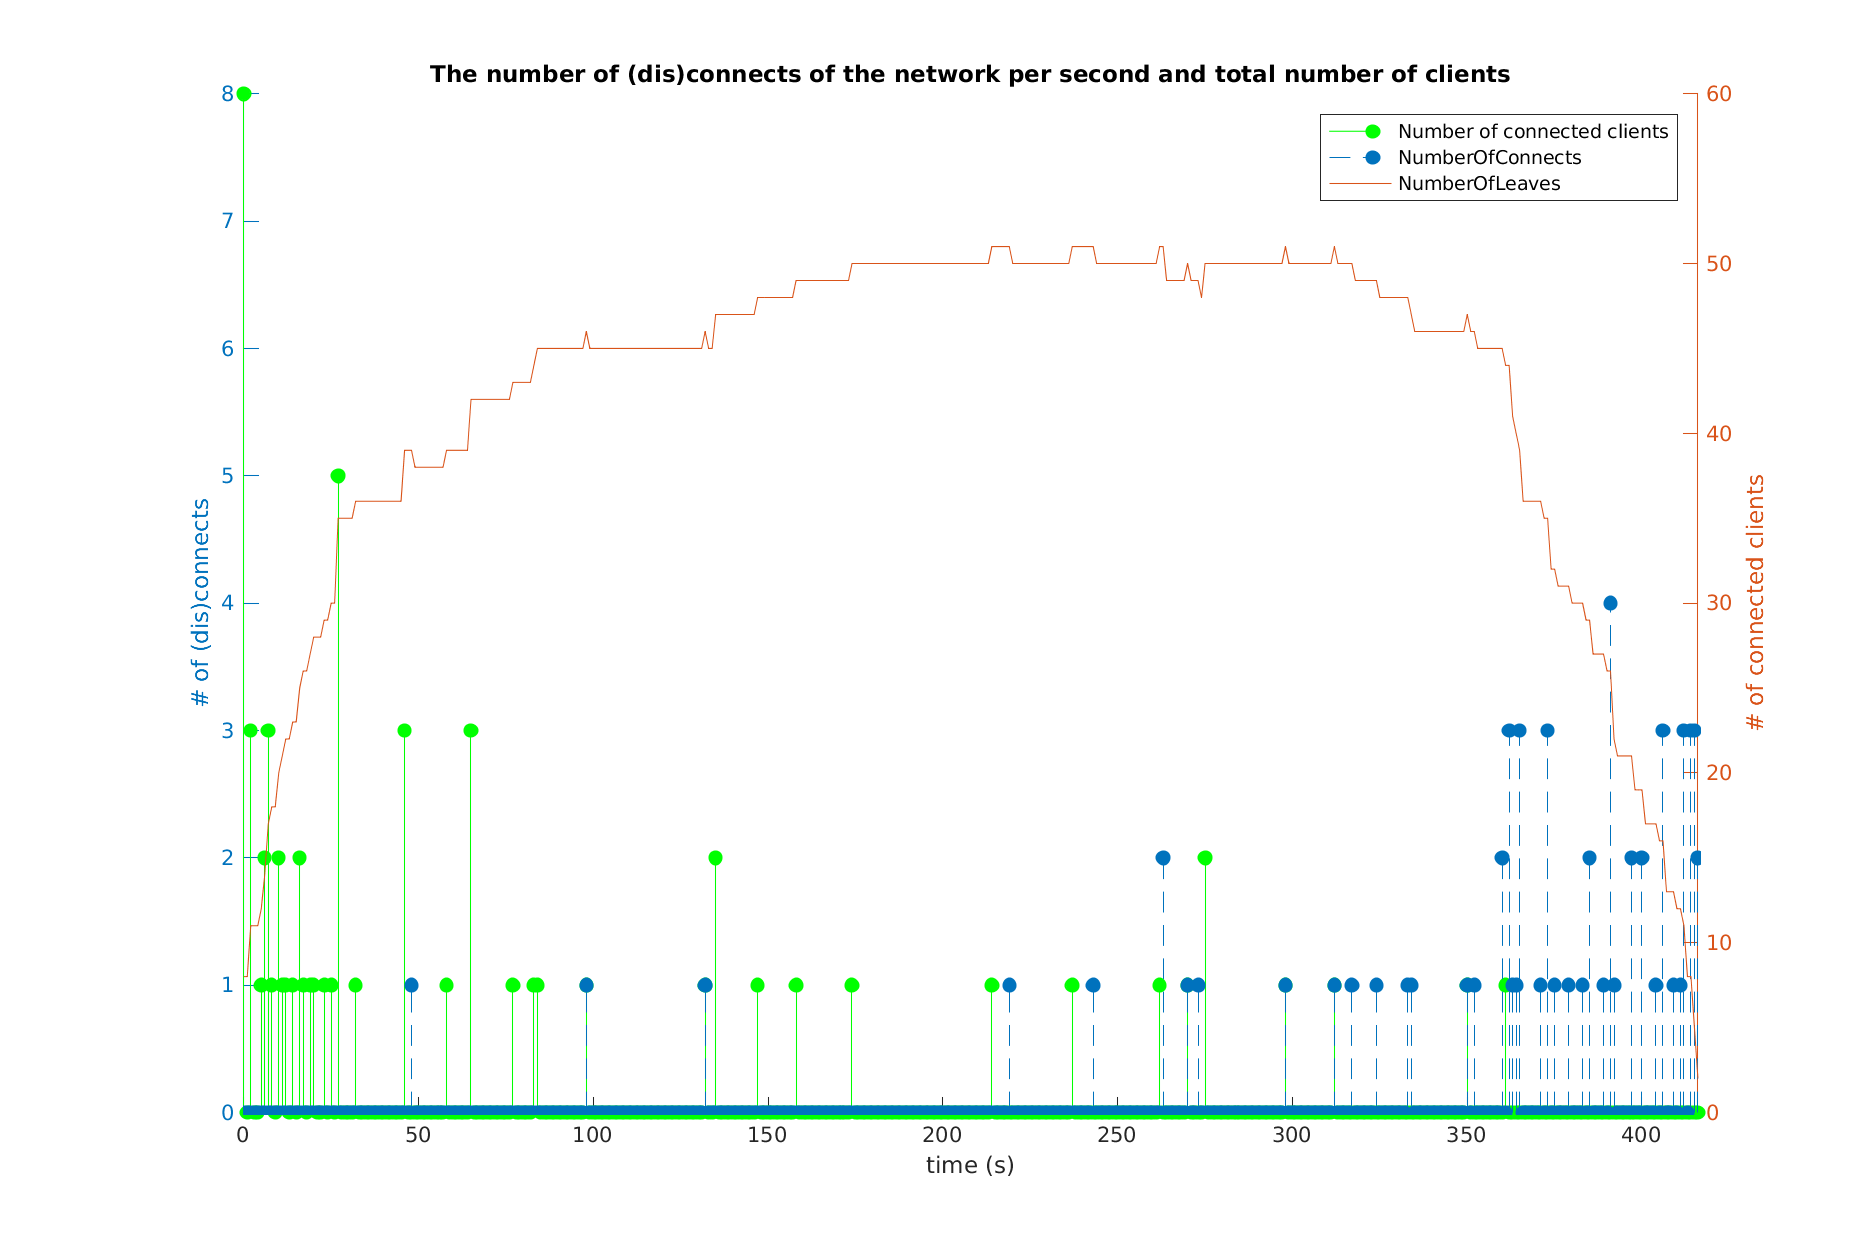 The number of (dis)connects of the network per second and total number of clients
Number of connected clients
NumberOfConnects
NumberOfLeaves
# of (dis)connects
8
7
6
5
4
3
2
1
0
60
50
40
30
20
10
0
# of connected clients
0 50 100 150 200 250 300 350 400
time (s)